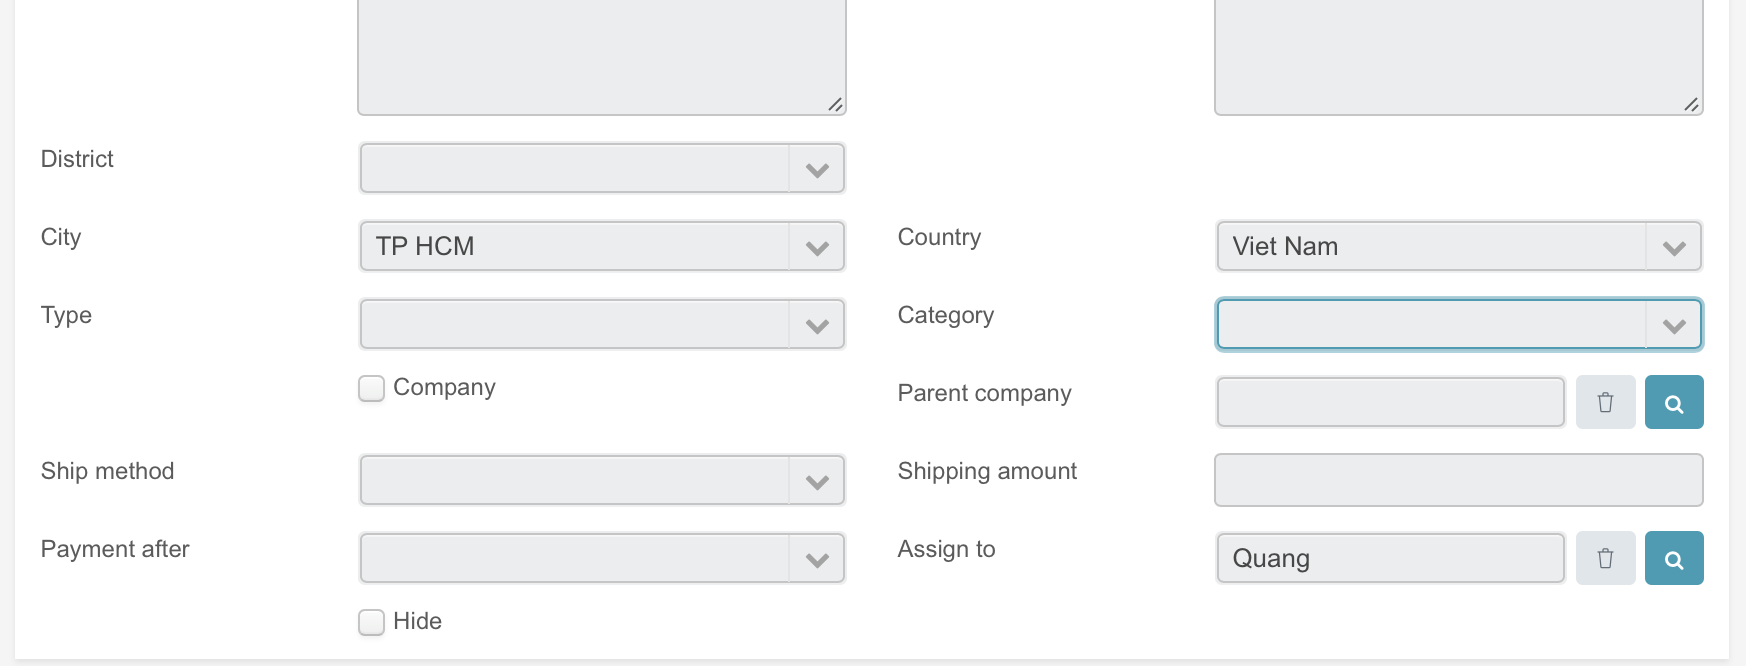 District
City
TP HCM
Country
Viet Nam
Type
Category
Company
Parent company
Ship method
Shipping amount
Payment after
Assign to
Quang
Hide